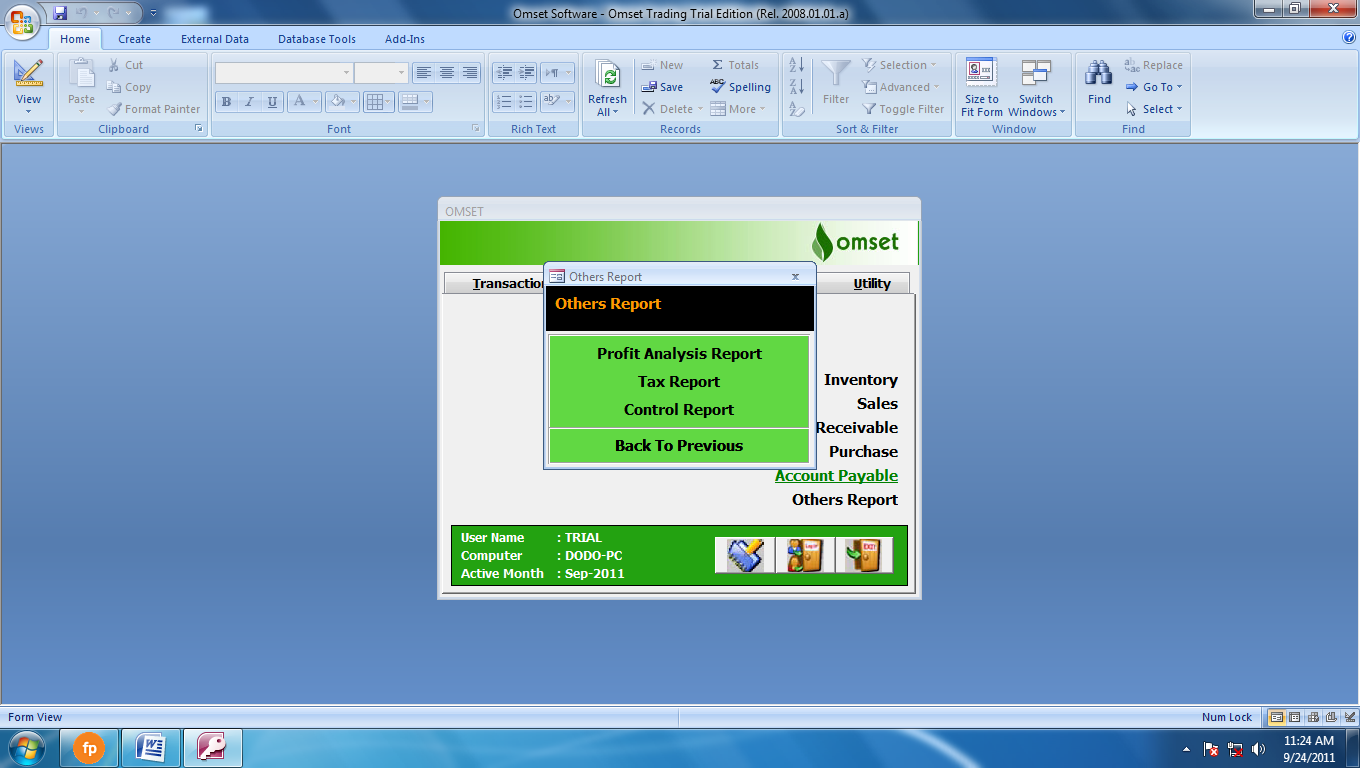 Omset Software - Omset Trading Trial Edition (Rel. 2008.01.01.a)
Home Create External Data Database Tools Add-Ins
View
Views
Paste
Cut
Copy
Format Painter
Clipboard
B I U A
Font
Rich Text
Refresh All
New
Save
Delete
Totals
Spelling
More
Records
Filter
Selection
Advanced
Toggle Filter
Sort & Filter
Size to Fit Form
Switch Windows
Window
Find
Replace
Go To
Select
Find
OMSET
omset
Transaction
Utility
Others Report
Others Report
Profit Analysis Report
Tax Report
Control Report
Back To Previous
Inventory
Sales
Receivable
Purchase
Account Payable
Others Report
User Name : TRIAL
Computer : DODO-PC
Active Month : Sep-2011
EXIT
Form View
Num Lock
fp
11:24 AM
9/24/2011